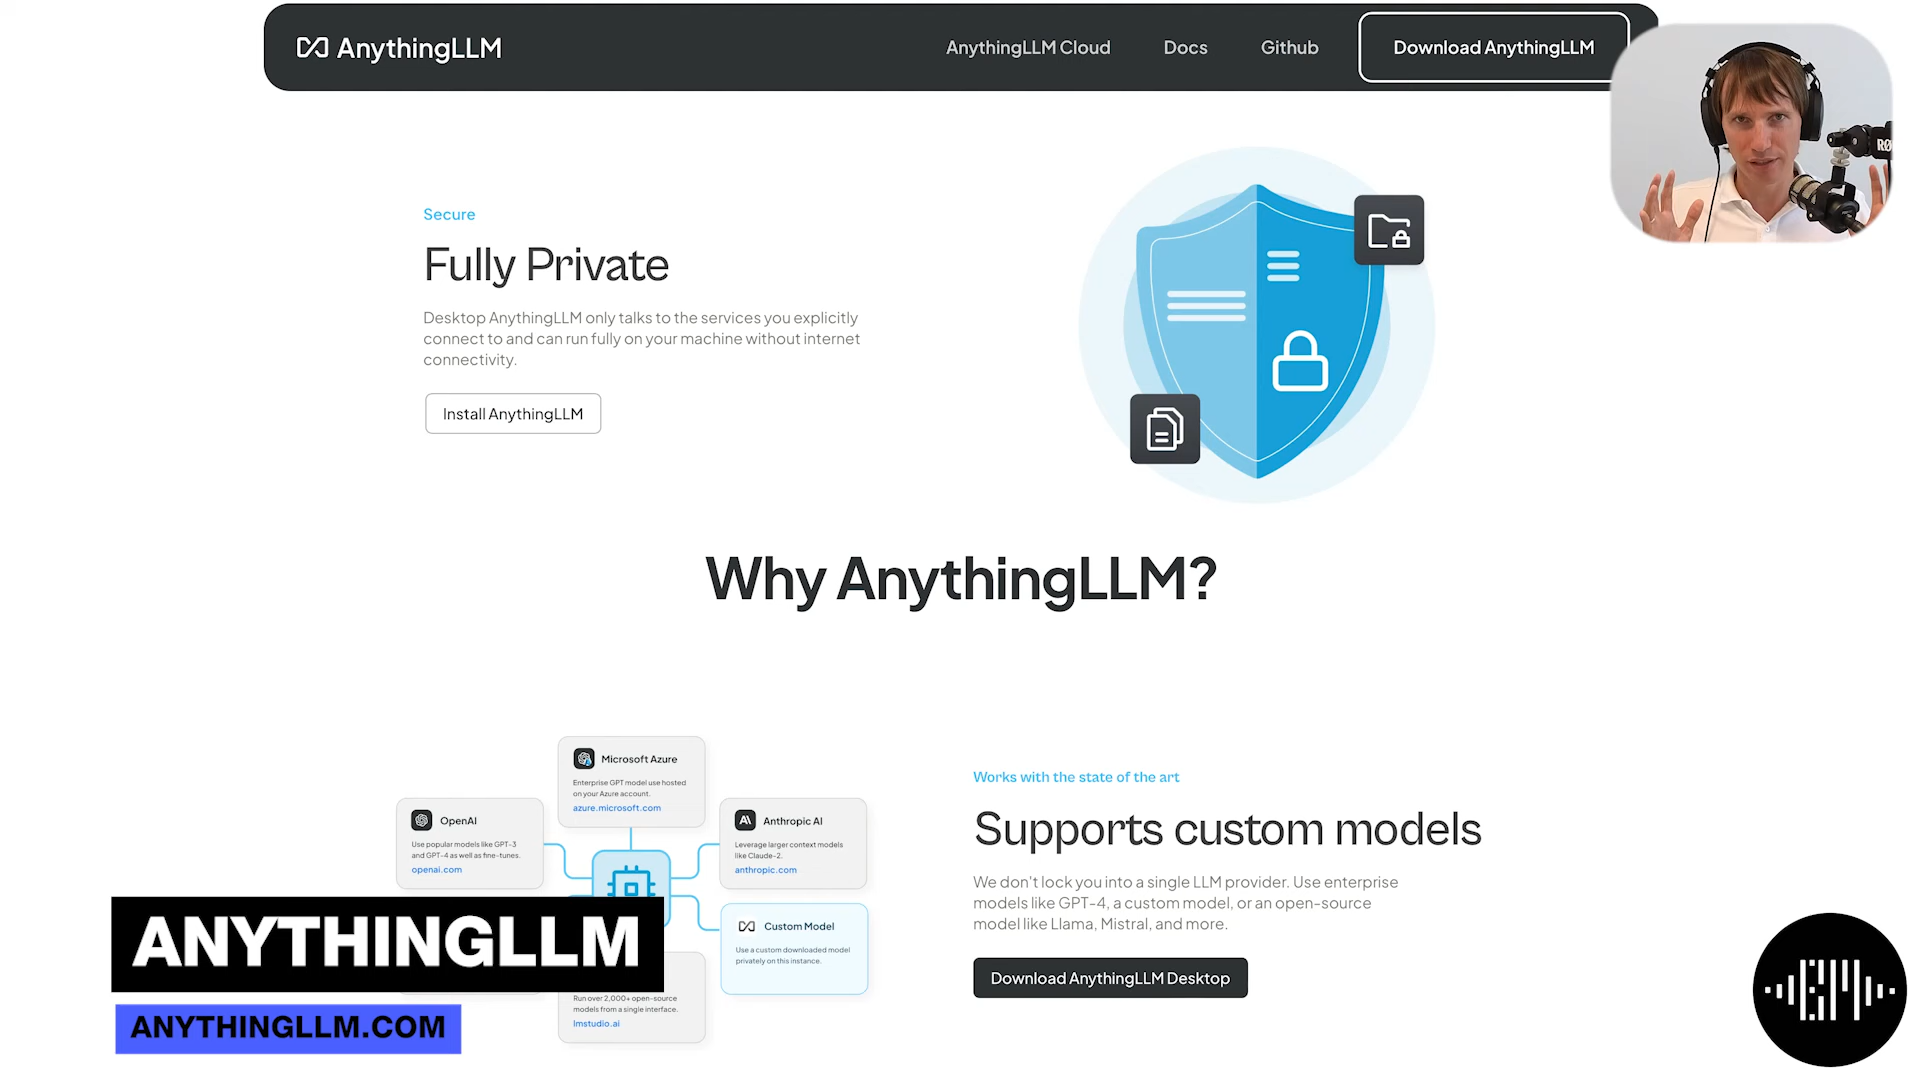 AnythingLLM
AnythingLLM Cloud
Docs
Github
Download AnythingLLM
RØ
Secure
Fully Private
Desktop AnythingLLM only talks to the services you explicitly
connect to and can run fully on your machine without internet
connectivity.
Install AnythingLLM
Why AnythingLLM?
Microsoft Azure
Enterprise GPT model use hosted
on your Azure account.
azure.microsoft.com
OpenAI
Use popular models like GPT-3
and GPT-4 as well as fine-tunes.
openai.com
Anthropic AI
Leverage larger context models
like Claude-2.
anthropic.com
Custom Model
Use a custom downloaded model
privately on this instance.
Run over 2,000+ open-source
models from a single interface.
lmstudio.ai
Works with the state of the art
Supports custom models
We don't lock you into a single LLM provider. Use enterprise
models like GPT-4, a custom model, or an open-source
model like Llama, Mistral, and more.
Download AnythingLLM Desktop
ANYTHINGLLM
ANYTHINGLLM.COM